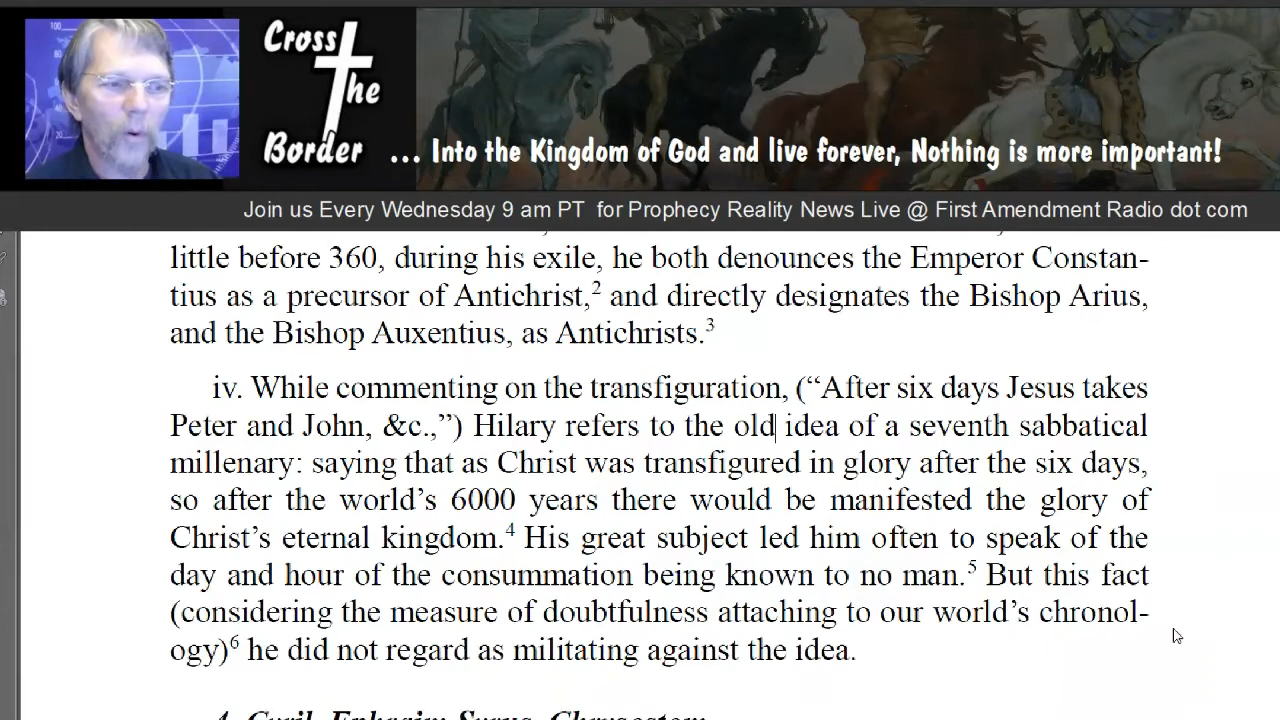 Cross
The
Border
... Into the Kingdom of God and live forever, Nothing is more important!
Join us Every Wednesday 9 am PT for Prophecy Reality News Live @ First Amendment Radio dot com
little before 360, during his exile, he both denounces the Emperor Constan-
tius as a precursor of Antichrist,2 and directly designates the Bishop Arius,
and the Bishop Auxentius, as Antichrists.3
iv. While commenting on the transfiguration, (“After six days Jesus takes
Peter and John, &c.,”) Hilary refers to the old idea of a seventh sabbatical
millenary: saying that as Christ was transfigured in glory after the six days,
so after the world’s 6000 years there would be manifested the glory of
Christ’s eternal kingdom.4 His great subject led him often to speak of the
day and hour of the consummation being known to no man.5 But this fact
(considering the measure of doubtfulness attaching to our world’s chronol-
ogy)6 he did not regard as militating against the idea.
4. Cyril, Ephraim Syrus, Chrysostom